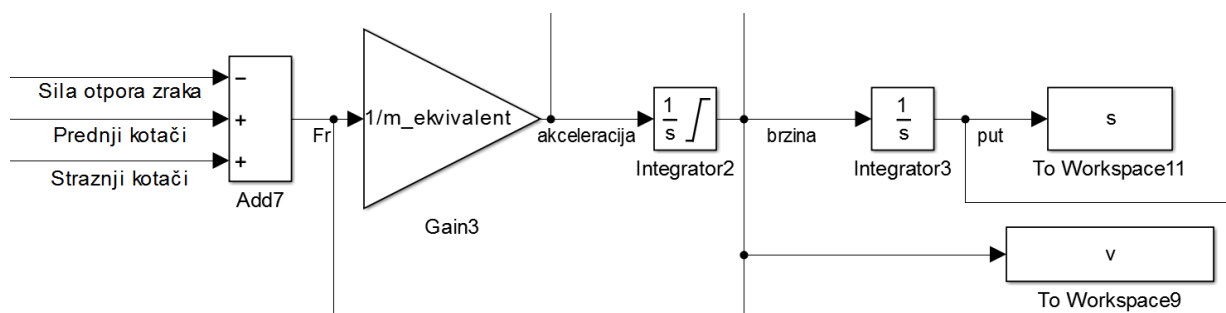 Sila otpora zraka
Prednji kotači
Straznji kotači
−
+
+
Add7
Fr
1/m_ekvivalent
Gain3
akceleracija
1
s
Integrator2
brzina
1
s
Integrator3
put
s
To Workspace11
v
To Workspace9